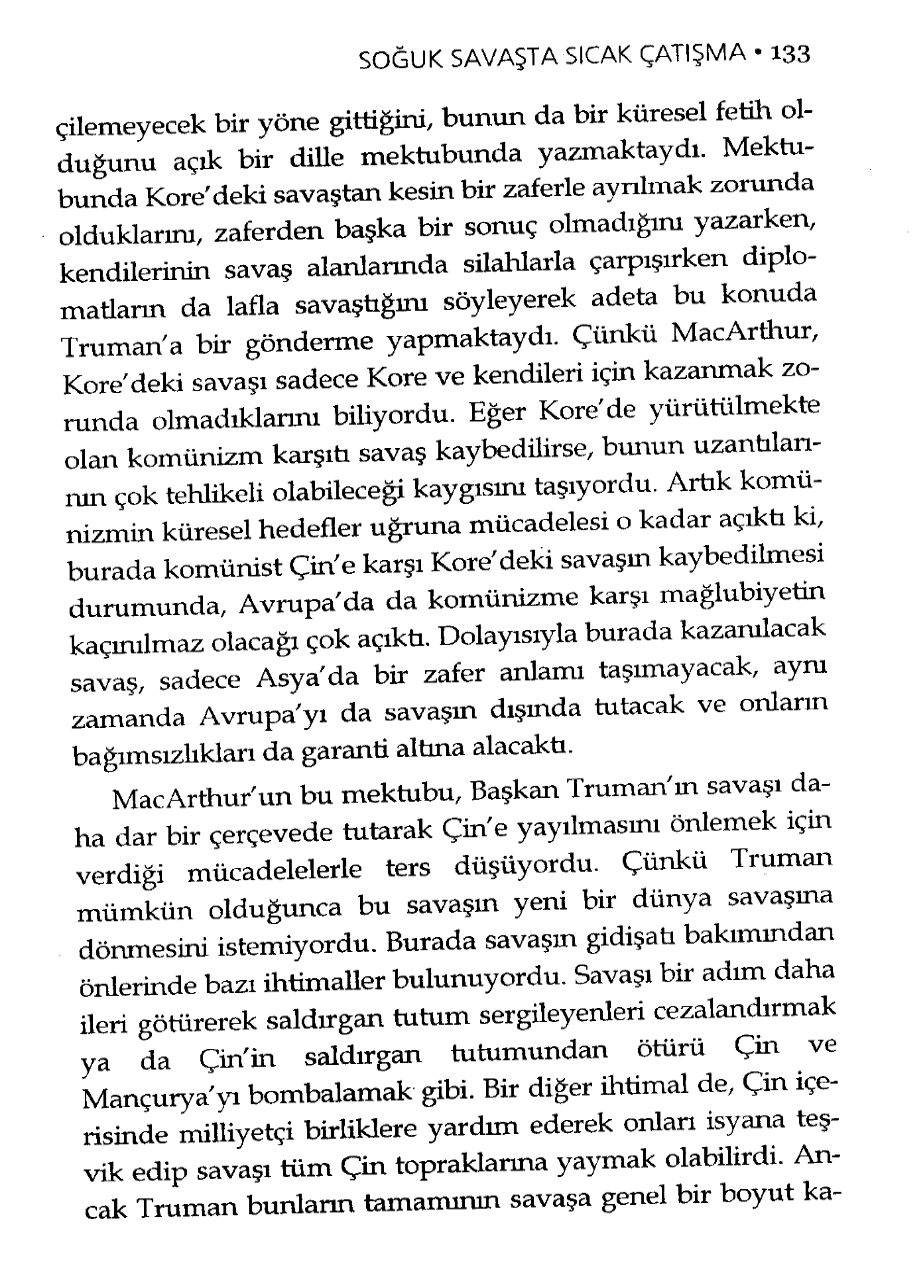 SOĞUK SAVAŞTA SICAK ÇATIŞMA • 133
çilemeyecek bir yöne gittiğini, bunun da bir küresel fetih ol-
duğunu açık bir dille mektubunda yazmaktaydı. Mektu-
bunda Kore'deki savaştan kesin bir zaferle ayrılmak zorunda
olduklarını, zaferden başka bir sonuç olmadığını yazarken,
kendilerinin savaş alanlarında silahlarla çarpışırken diplo-
matların da lafla savaştığını söyleyerek adeta bu konuda
Truman'a bir gönderme yapmaktaydı. Çünkü MacArthur,
Kore'deki savaşı sadece Kore ve kendileri için kazanmak zo-
runda olmadıklarını biliyordu. Eğer Kore'de yürütülmekte
olan komünizm karşıtı savaş kaybedilirse, bunun uzantıları-
nın çok tehlikeli olabileceği kaygısını taşıyordu. Artık komü-
nizmin küresel hedefler uğruna mücadelesi o kadar açıktı ki,
burada komünist Çin'e karşı Kore'deki savaşın kaybedilmesi
durumunda, Avrupa'da da komünizme karşı mağlubiyetin
kaçınılmaz olacağı çok açıktı. Dolayısıyla burada kazanılacak
savaş, sadece Asya'da bir zafer anlamı taşımayacak, aynı
zamanda Avrupa'yı da savaşın dışında tutacak ve onların
bağımsızlıkları da garanti altına alacaktı.
MacArthur'un bu mektubu, Başkan Truman'ın savaşı da-
ha dar bir çerçevede tutarak Çin'e yayılmasını önlemek için
verdiği mücadelelerle ters düşüyordu. Çünkü Truman
mümkün olduğunca bu savaşın yeni bir dünya savaşına
dönmesini istemiyordu. Burada savaşın gidişatı bakımından
önlerinde bazı ihtimaller bulunuyordu. Savaşı bir adım daha
ileri götürerek saldırgan tutum sergileyenleri cezalandırmak
ya da Çin'in saldırgan tutumundan ötürü Çin ve
Mançurya'yı bombalamak gibi. Bir diğer ihtimal de, Çin içe-
risinde milliyetçi birliklere yardım ederek onları isyana teş-
vik edip savaşı tüm Çin topraklarına yaymak olabilirdi. An-
cak Truman bunların tamamının savaşa genel bir boyut ka-